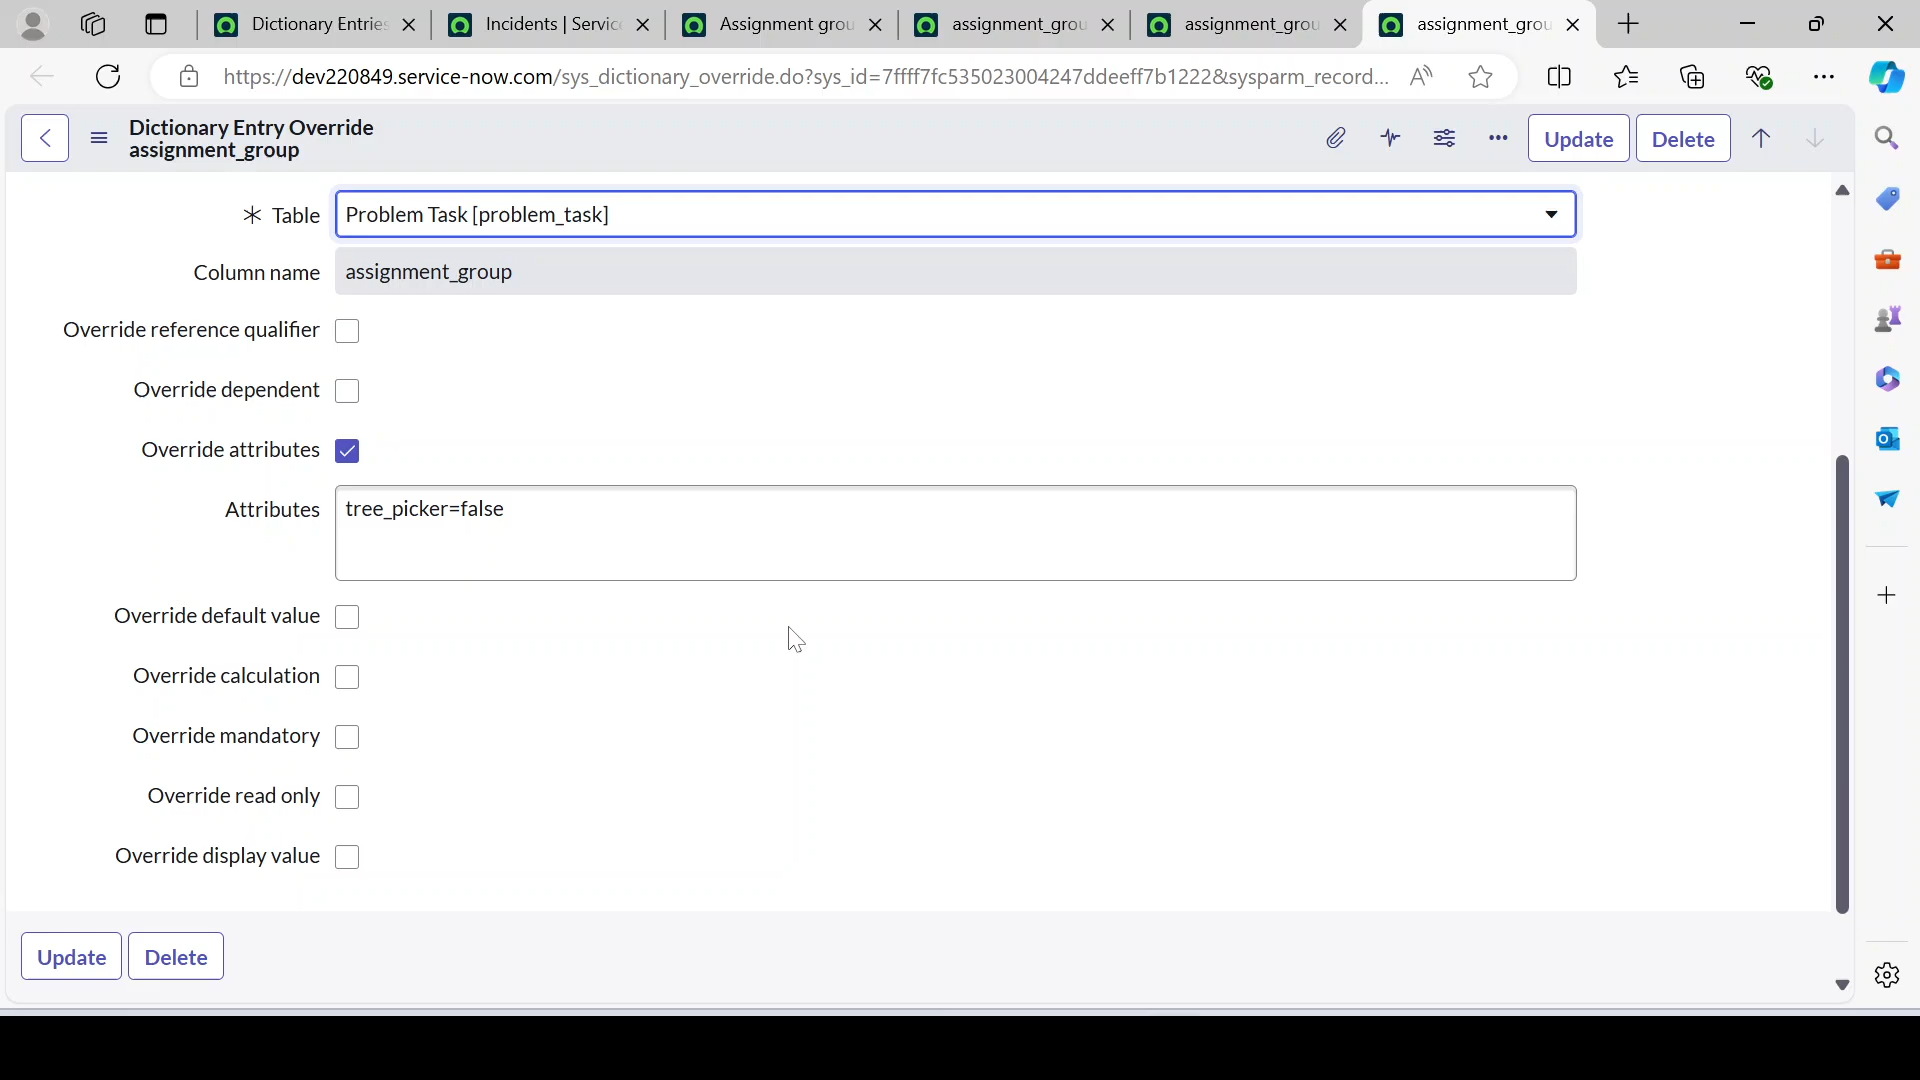 Dictionary Entries
Incidents | Servic
Assignment grou
assignment_grou
assignment_grou
assignment_grou
https://dev220849.service-now.com/sys_dictionary_override.do?sys_id=7ffff7fc535023004247ddeeff7b1222&sysparm_record...
Dictionary Entry Override
assignment_group
Update
Delete
* Table
Problem Task [problem_task]
Column name
assignment_group
Override reference qualifier
Override dependent
Override attributes
Attributes
tree_picker=false
Override default value
Override calculation
Override mandatory
Override read only
Override display value
Update
Delete